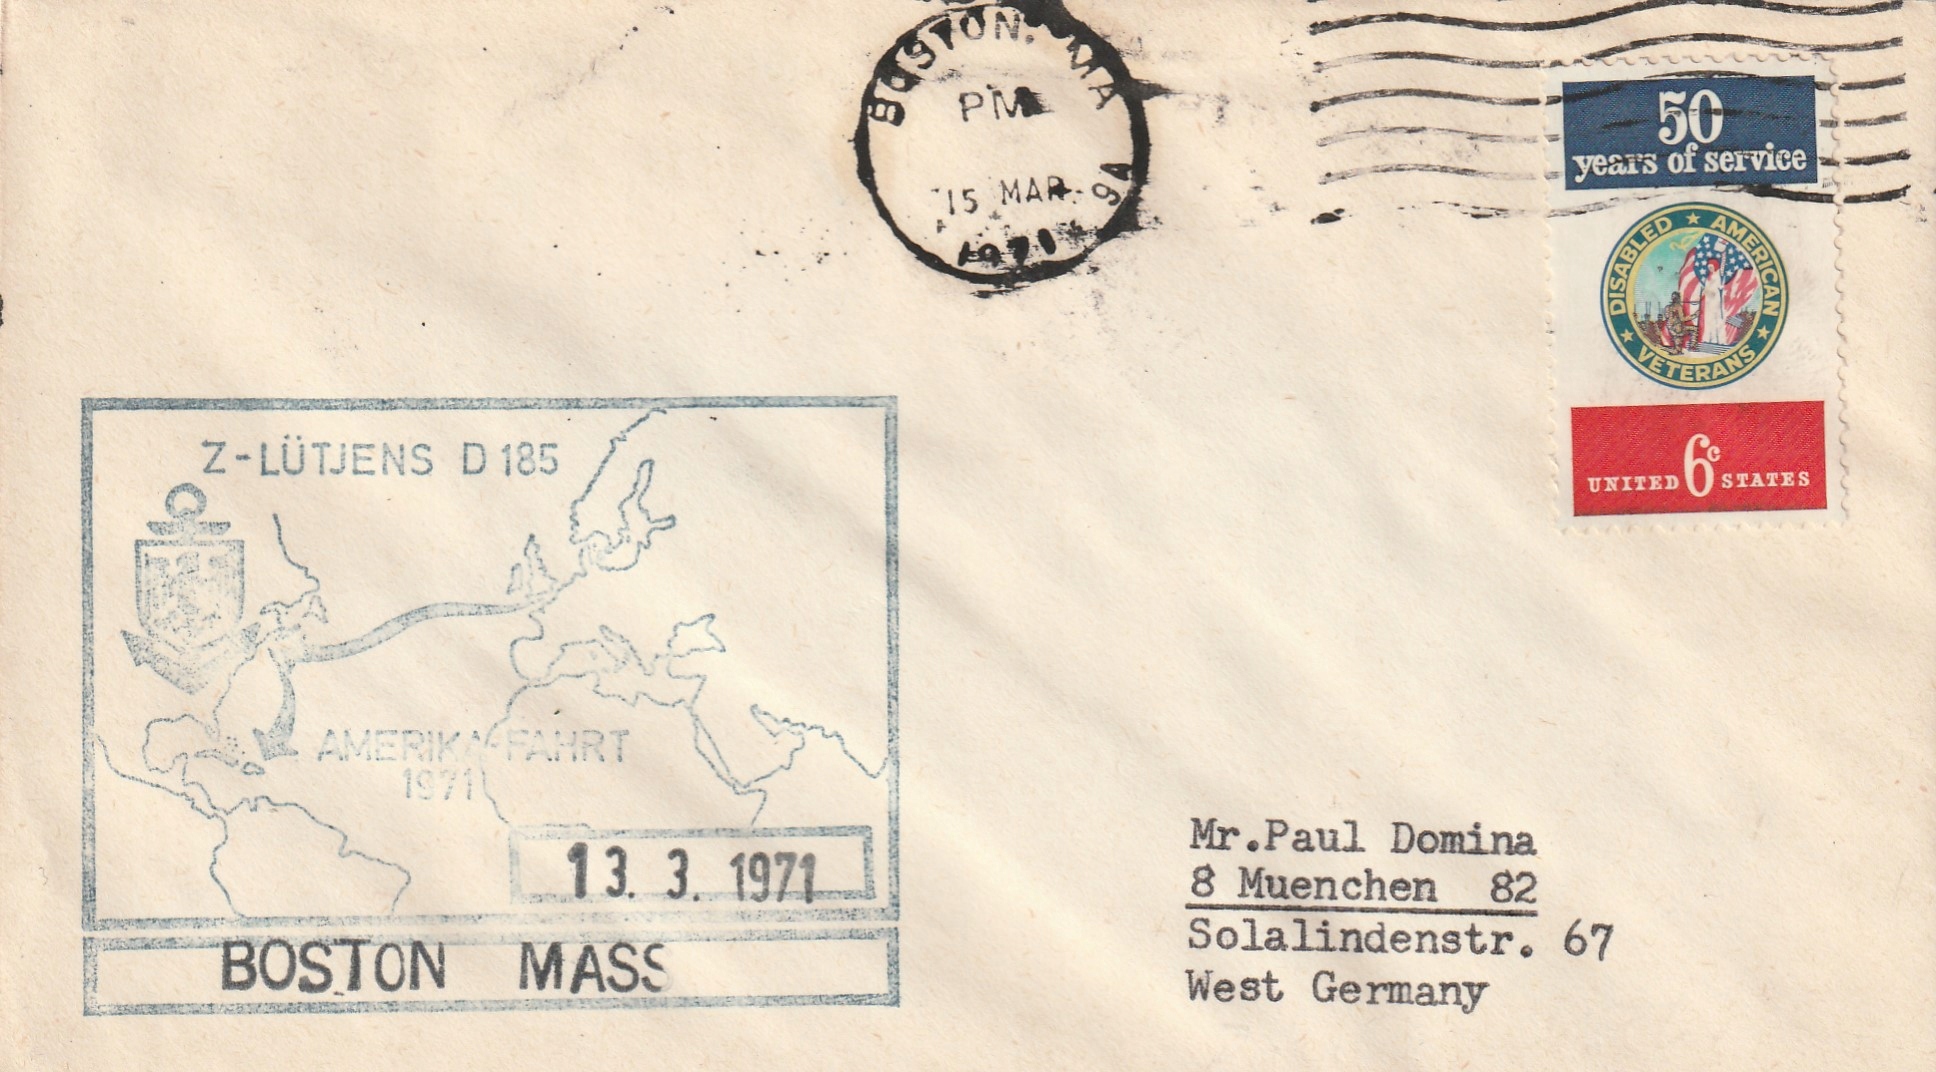 BOSTON, MA
PM
15 MAR
9A
1971
50
years of service
DISABLED ★ AMERICAN
★ VETERANS ★
6c
UNITED STATES
Z-LÜTJENS D 185
AMERIKA-FAHRT
1971
13. 3. 1971
BOSTON MASS
Mr.Paul Domina
8 Muenchen 82
Solalindenstr. 67
West Germany